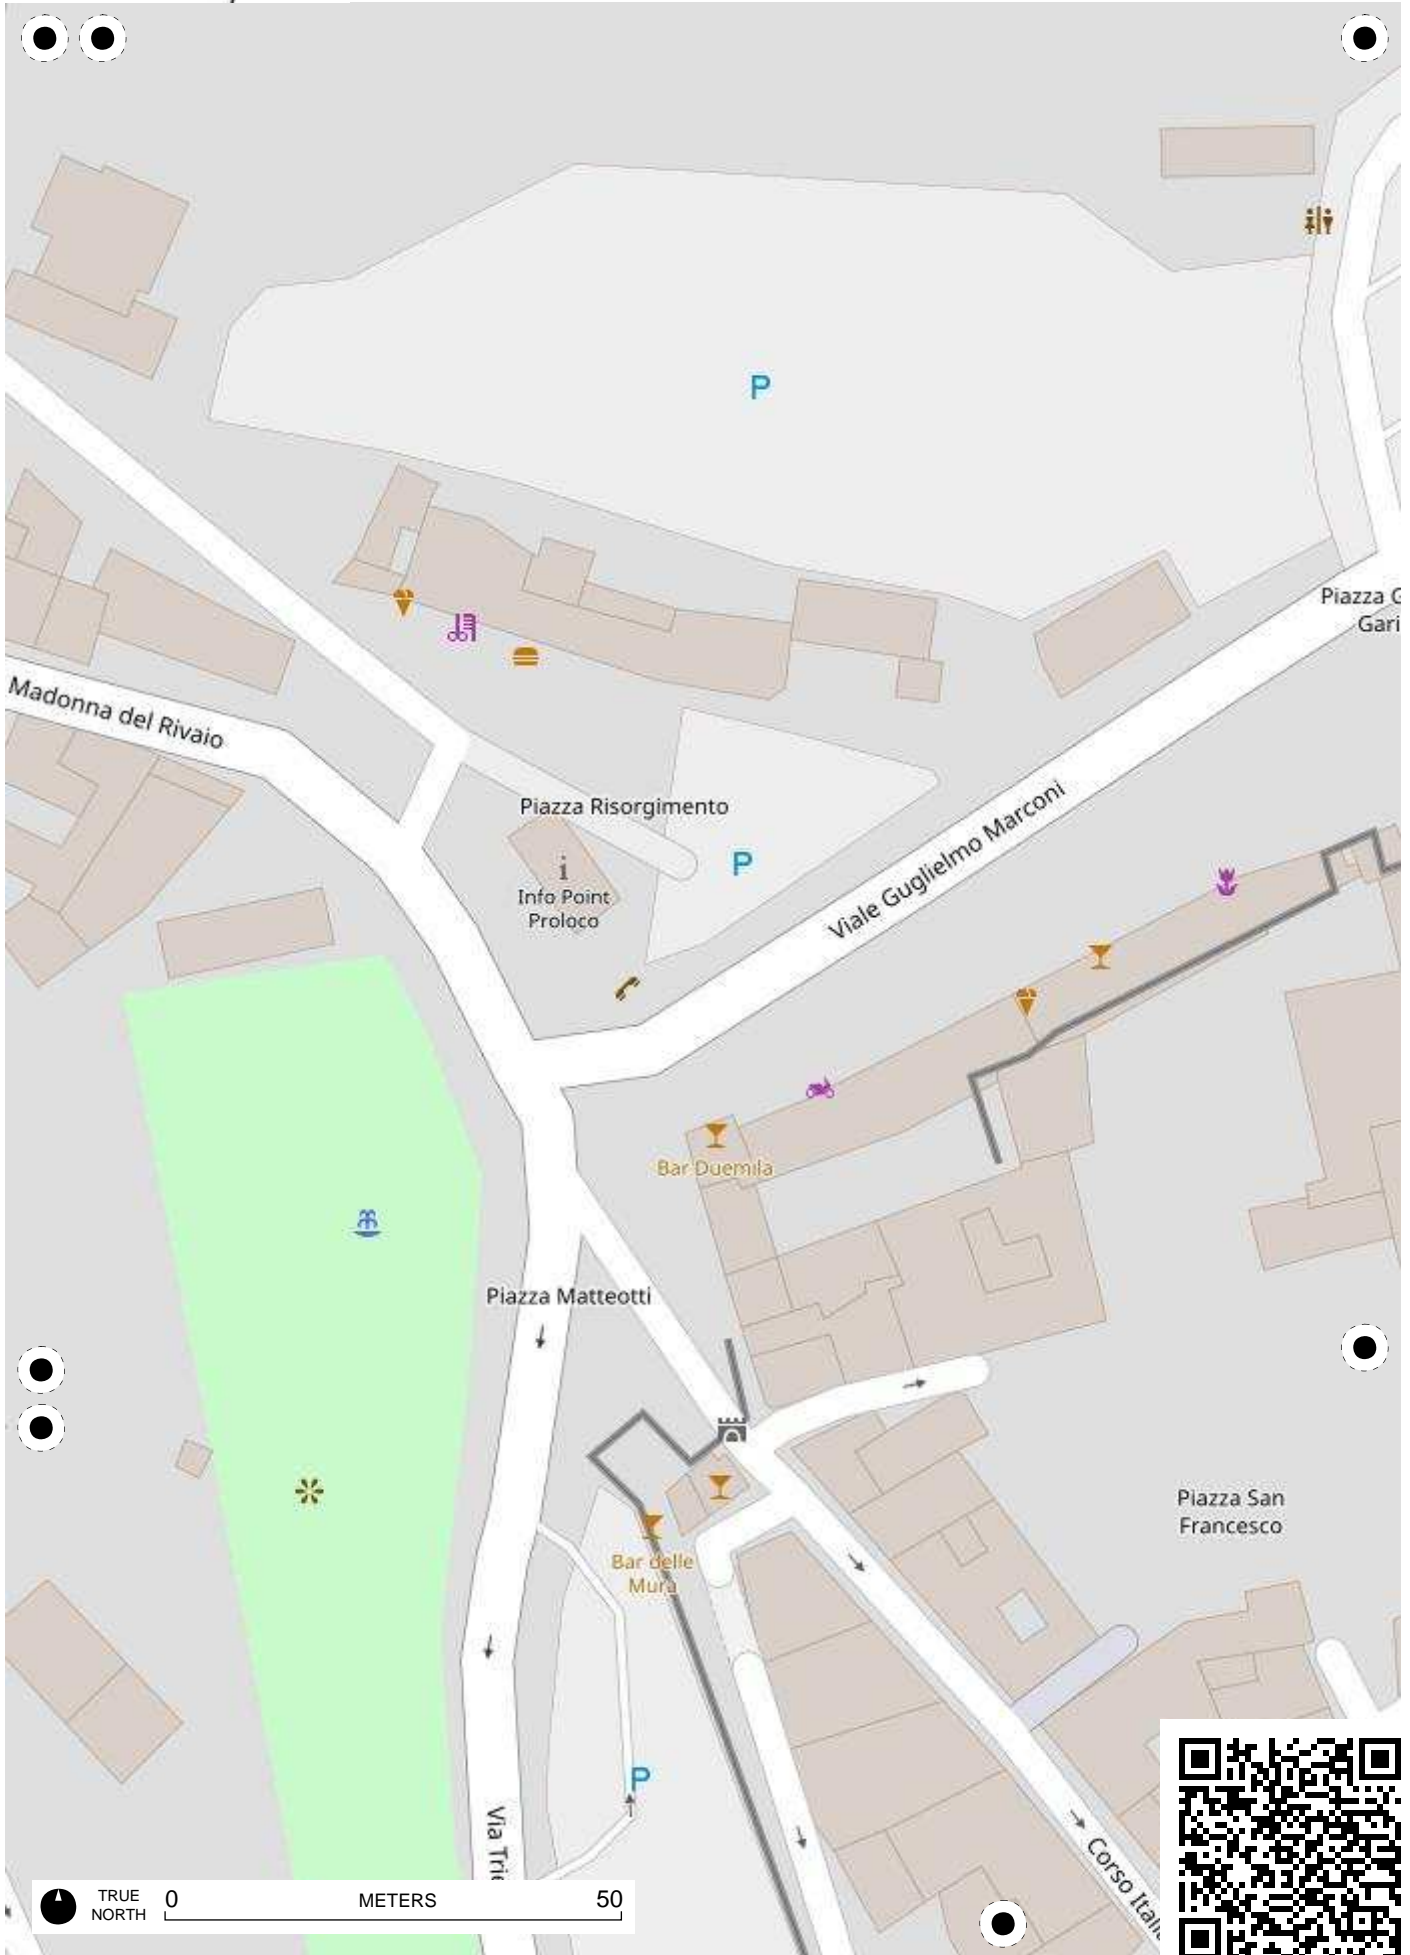 P
Piazza G
Gari
Madonna del Rivaio
Piazza Risorgimento
P
Viale Guglielmo Marconi
i
Info Point
Proloco
Bar Duemila
Piazza Matteotti
Piazza San
Francesco
Bar delle
Mura
P
Via Trie
Corso Itali
TRUE
NORTH
0 METERS 50